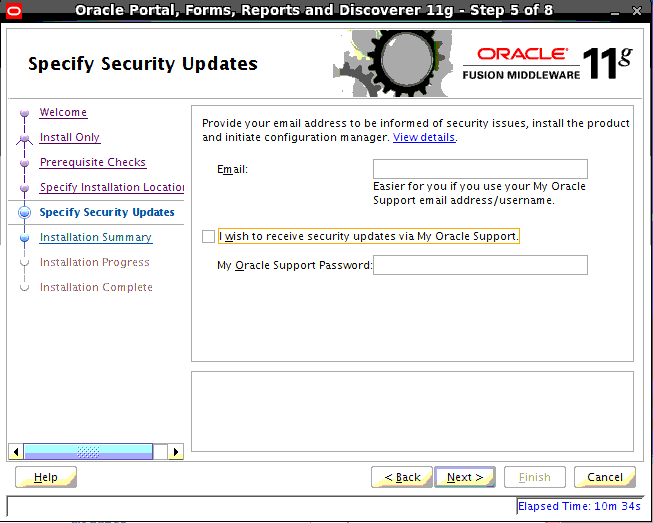 Oracle Portal, Forms, Reports and Discoverer 11g - Step 5 of 8
Specify Security Updates
ORACLE
FUSION MIDDLEWARE 11g
Welcome
Install Only
Prerequisite Checks
Specify Installation Location
Specify Security Updates
Installation Summary
Installation Progress
Installation Complete
Provide your email address to be informed of security issues, install the product
and initiate configuration manager. View details.
Email:
Easier for you if you use your My Oracle
Support email address/username.
I wish to receive security updates via My Oracle Support.
My Oracle Support Password:
Help
< Back
Next >
Finish
Cancel
Elapsed Time: 10m 34s